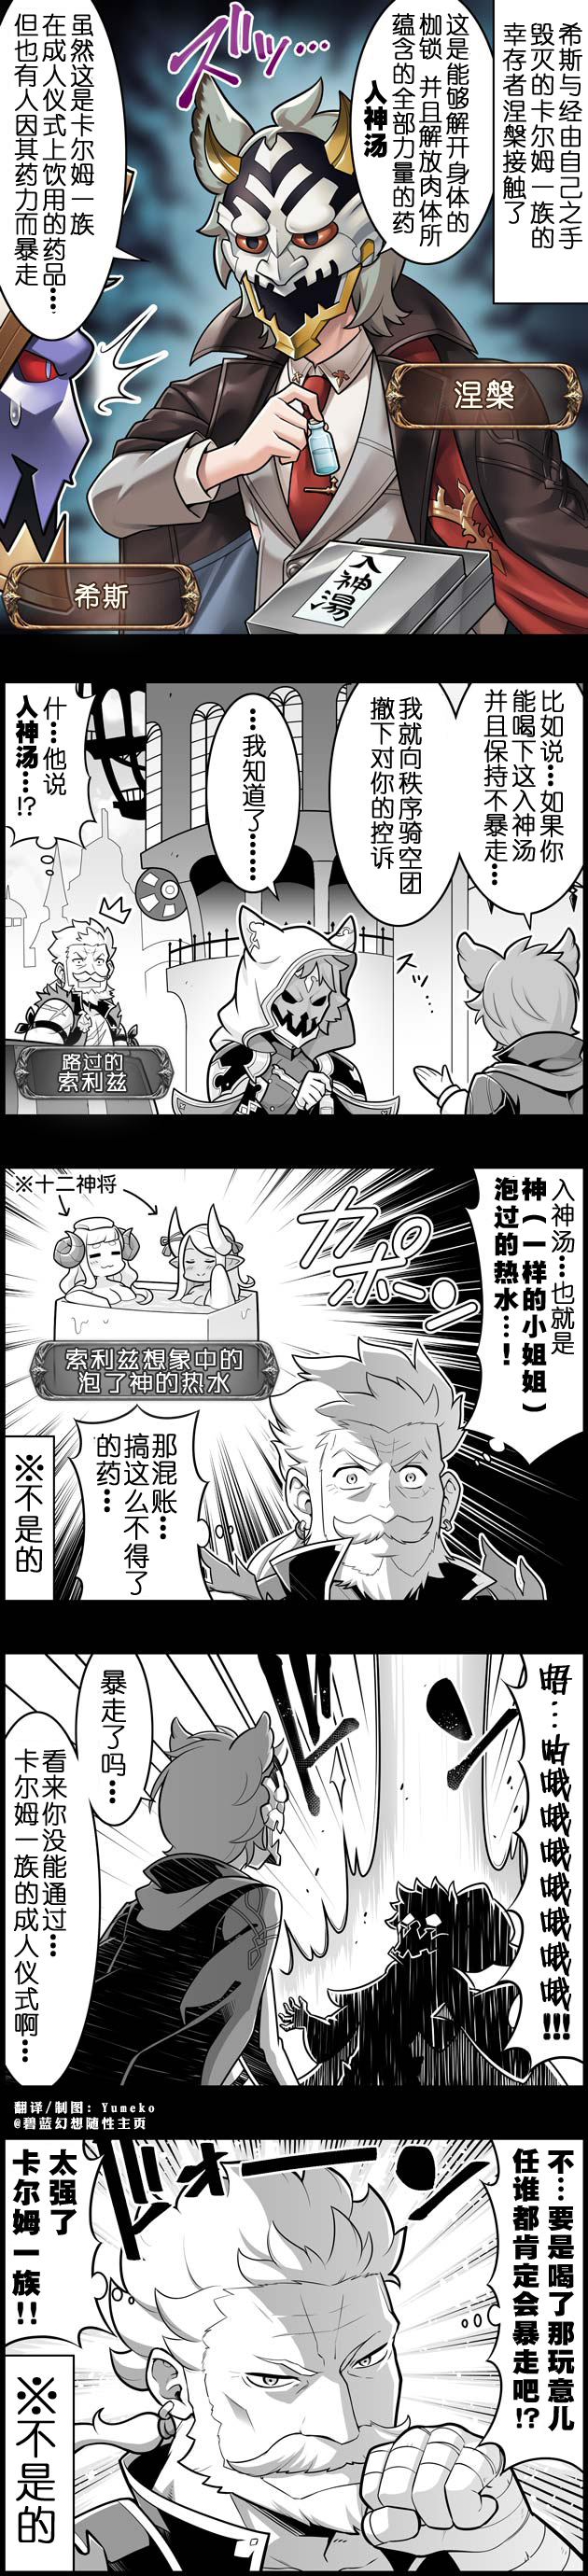 希斯与经由自己之手
毁灭的卡尔姆一族的
幸存者涅槃接触了
这是能够解开身体的
枷锁 并且解放肉体所
蕴含的全部力量的药
入神汤
ズルッ…
虽然这是卡尔姆一族
在成人仪式上饮用的药品…
但也有人因其药力而暴走
涅槃
入神湯
希斯
比如说…如果你
能喝下这入神汤
并且保持不暴走…
我就向秩序骑空团
撤下对你的控诉
…我知道了……
什…他说
入神汤…!?
ス…
路过的
索利兹
入神汤…也就是
神(一样的小姐姐)
泡过的热水…!
※十二神将
カポーン
索利兹想象中的
泡了神的热水
那混账…
搞这么不得了
的药…
※不是的
唔…咕哦哦哦哦哦哦哦!!!
ドン
暴走了吗…
看来你没能通过…
卡尔姆一族的成人仪式啊…
翻译/制图: Yumeko
@碧蓝幻想随性主页
不…要是喝了那玩意儿
任谁都肯定会暴走吧!?
ドーン
太强了
卡尔姆一族!!
※不是的